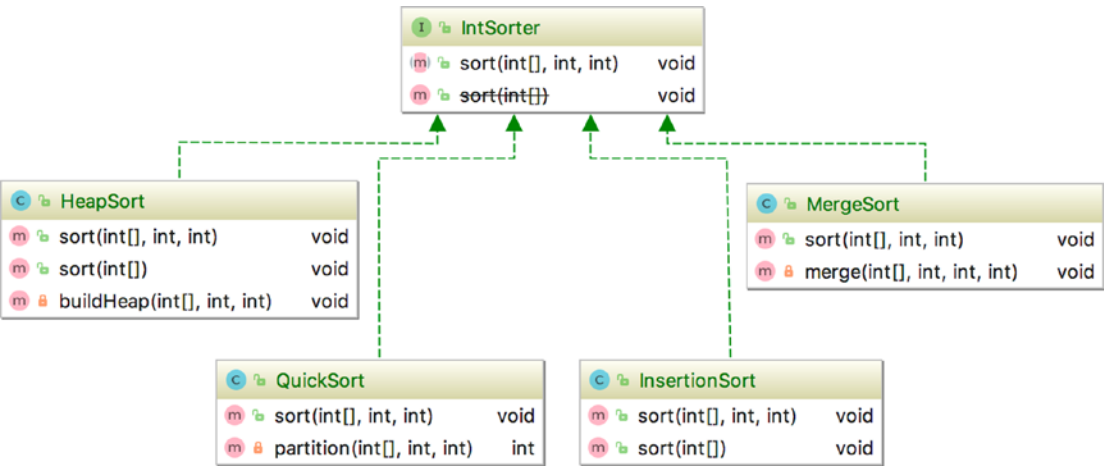 I IntSorter
m sort(int[], int, int) void
m sort(int[]) void
C HeapSort
m sort(int[], int, int) void
m sort(int[]) void
m buildHeap(int[], int, int) void
C MergeSort
m sort(int[], int, int) void
m merge(int[], int, int, int) void
C QuickSort
m sort(int[], int, int) void
m partition(int[], int, int) int
C InsertionSort
m sort(int[], int, int) void
m sort(int[]) void